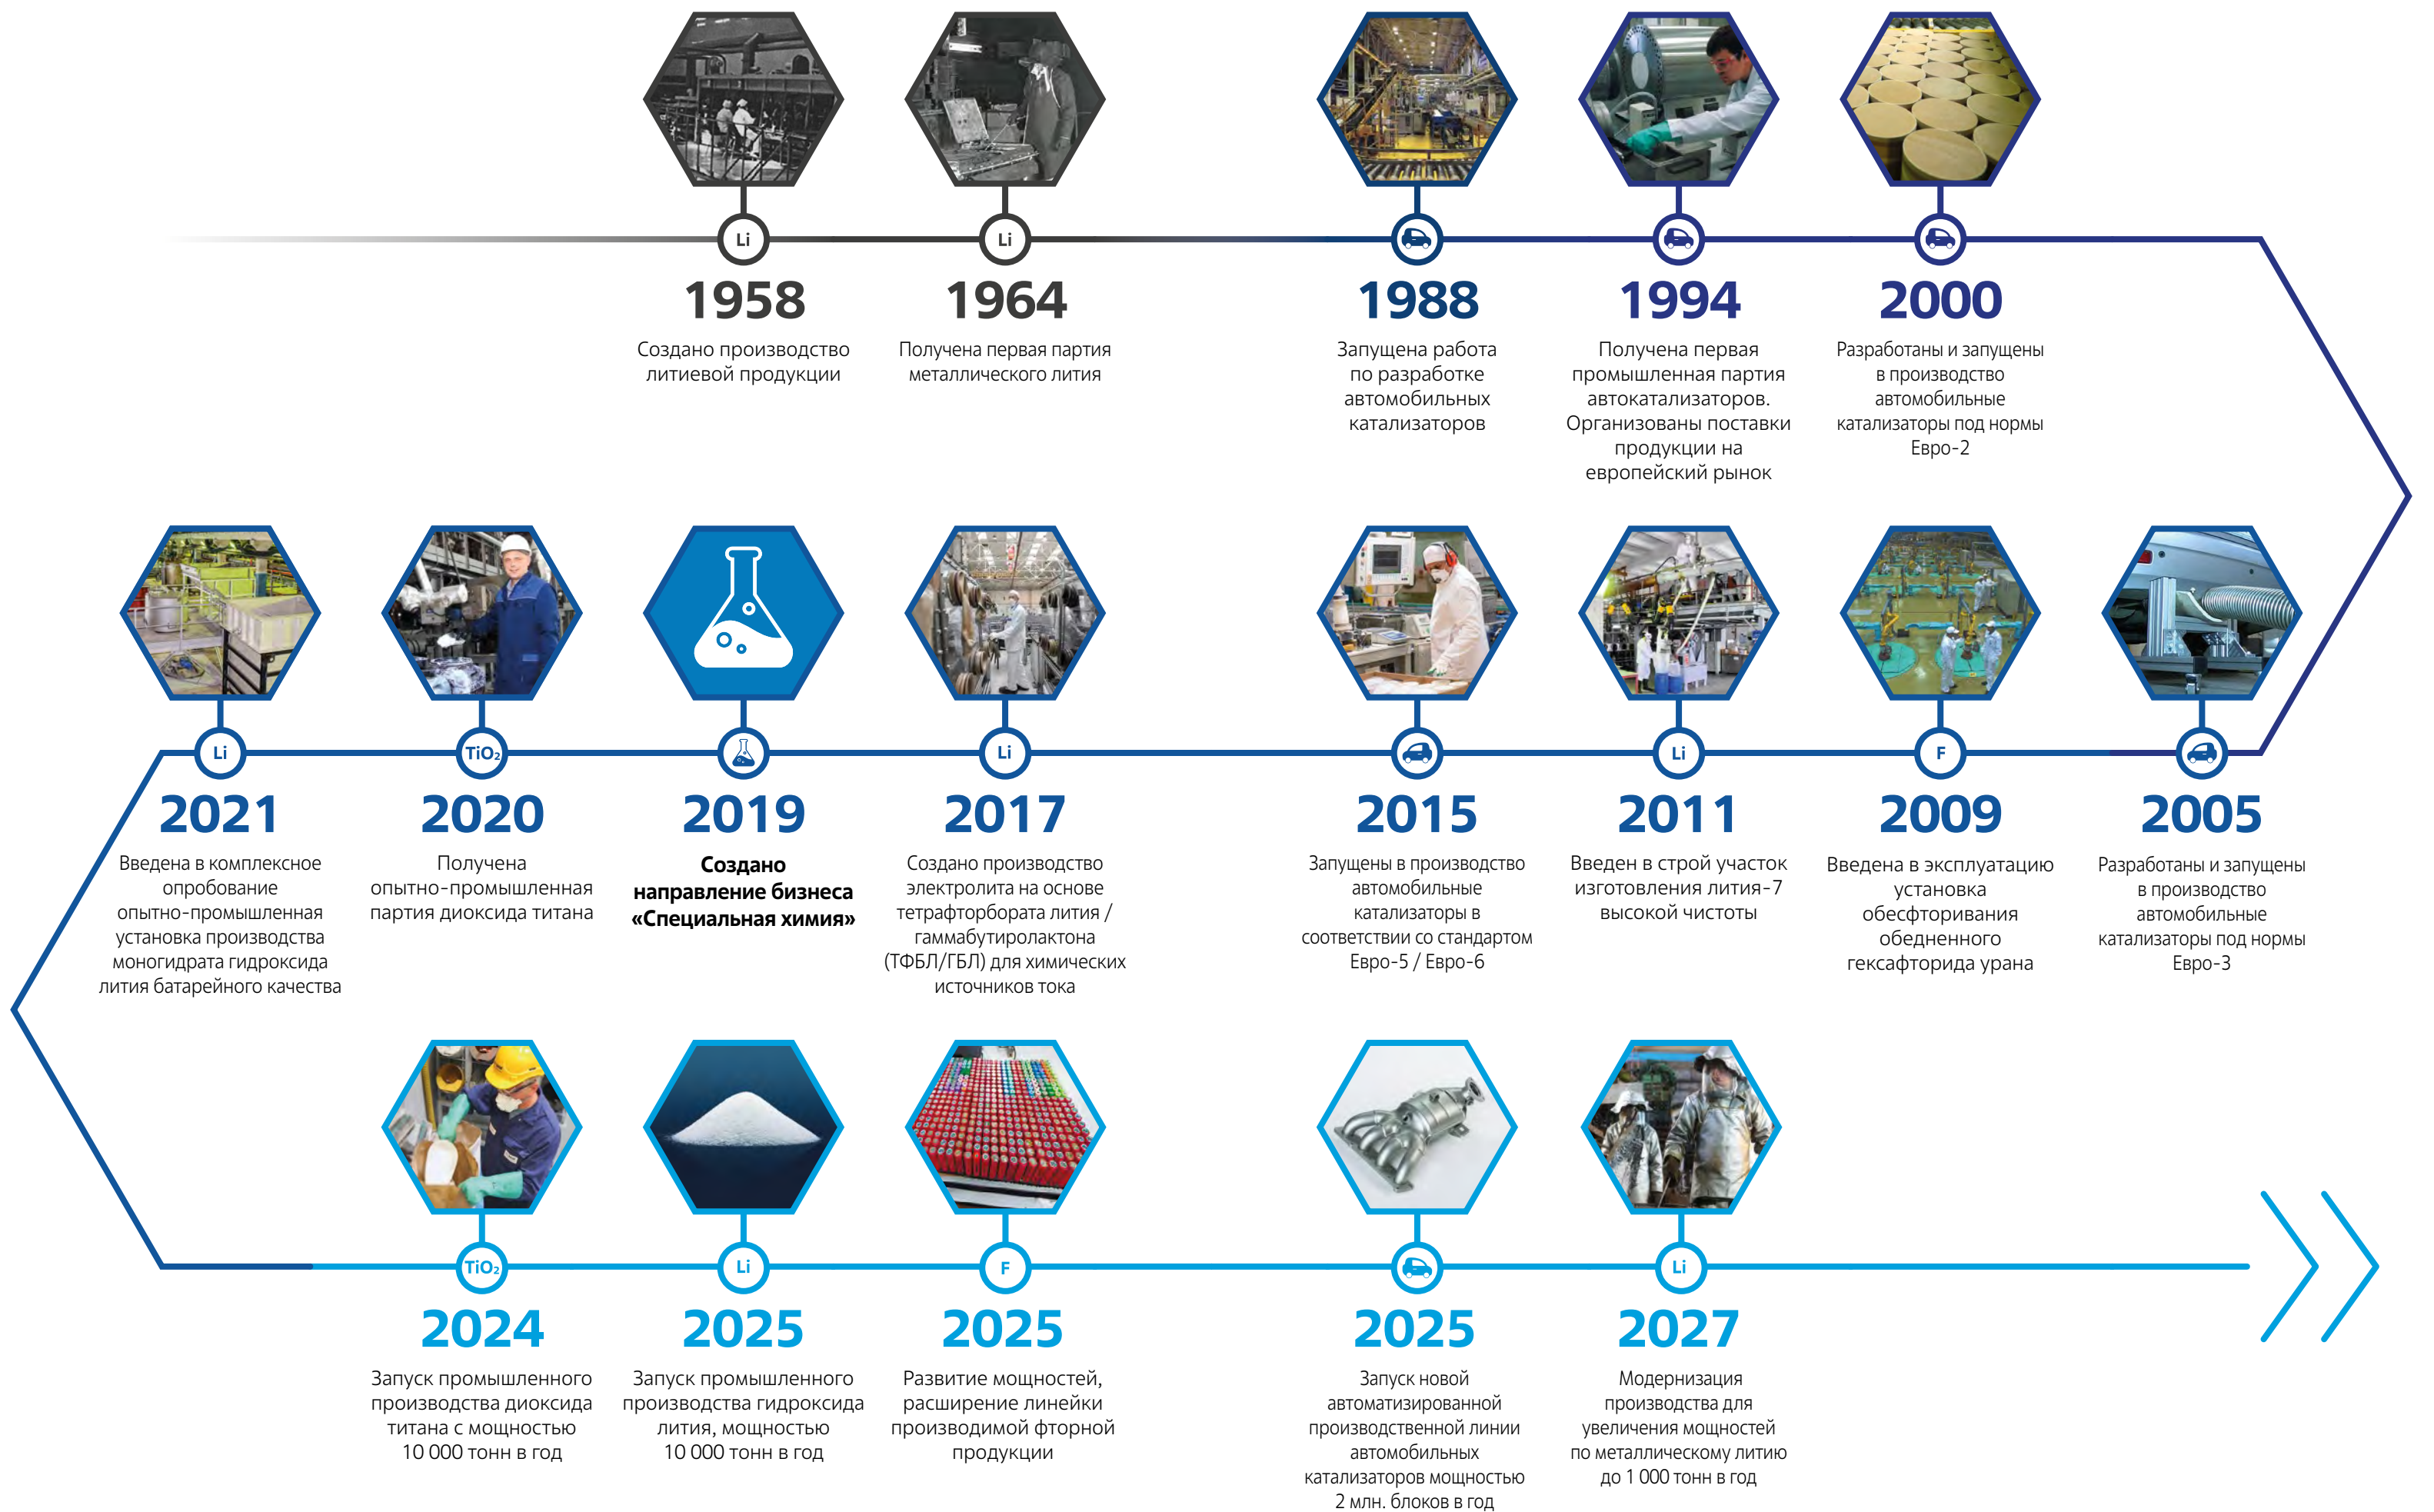 Li
1958
Создано производство
литиевой продукции
Li
1964
Получена первая партия
металлического лития
1988
Запущена работа
по разработке
автомобильных
катализаторов
1994
Получена первая
промышленная партия
автокатализаторов.
Организованы поставки
продукции на
европейский рынок
2000
Разработаны и запущены
в производство
автомобильные
катализаторы под нормы
Евро-2
2005
Разработаны и запущены
в производство
автомобильные
катализаторы под нормы
Евро-3
F
2009
Введена в эксплуатацию
установка
обесфторивания
обедненного
гексафторида урана
Li
2011
Введен в строй участок
изготовления лития-7
высокой чистоты
2015
Запущены в производство
автомобильные
катализаторы в
соответствии со стандартом
Евро-5 / Евро-6
Li
2017
Создано производство
электролита на основе
тетрафторбората лития /
гаммабутиролактона
(ТФБЛ/ГБЛ) для химических
источников тока
2019
Создано
направление бизнеса
«Специальная химия»
TiO₂
2020
Получена
опытно-промышленная
партия диоксида титана
Li
2021
Введена в комплексное
опробование
опытно-промышленная
установка производства
моногидрата гидроксида
лития батарейного качества
TiO₂
2024
Запуск промышленного
производства диоксида
титана с мощностью
10 000 тонн в год
Li
2025
Запуск промышленного
производства гидроксида
лития, мощностью
10 000 тонн в год
F
2025
Развитие мощностей,
расширение линейки
производимой фторной
продукции
2025
Запуск новой
автоматизированной
производственной линии
автомобильных
катализаторов мощностью
2 млн. блоков в год
Li
2027
Модернизация
производства для
увеличения мощностей
по металлическому литию
до 1 000 тонн в год